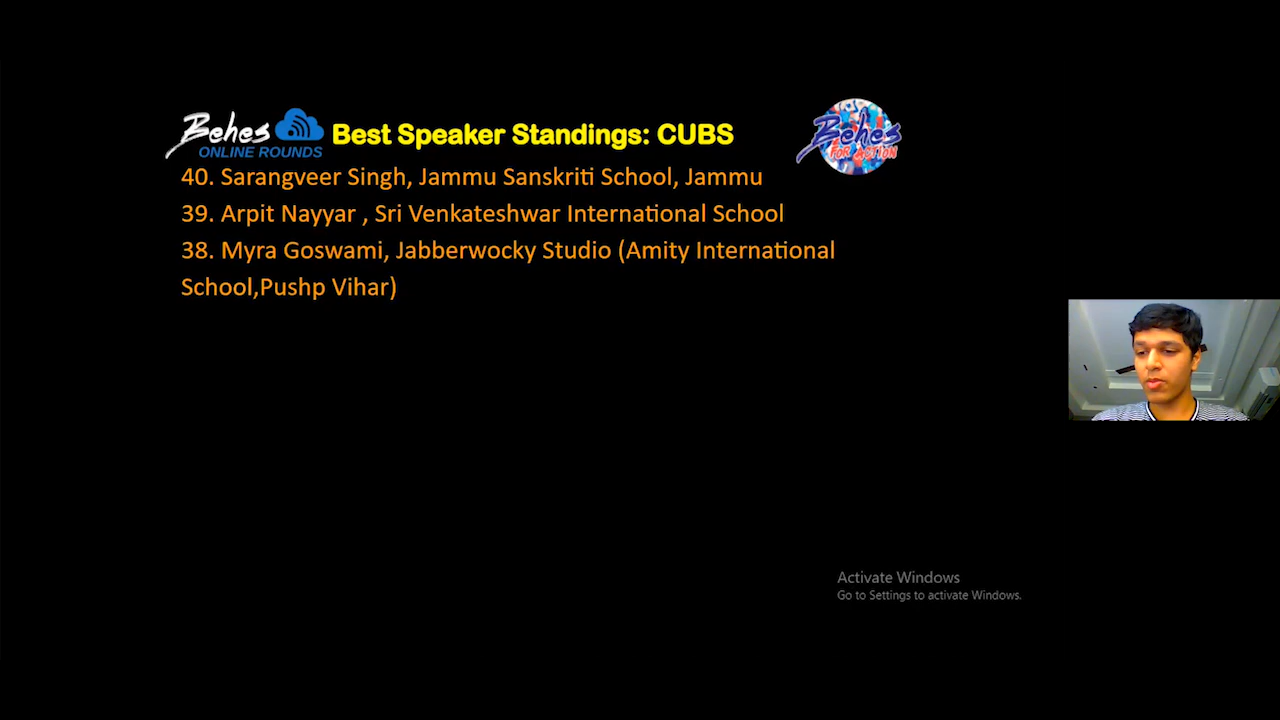 Behes
ONLINE ROUNDS
Best Speaker Standings: CUBS
Behes
FOR ACTION
40. Sarangveer Singh, Jammu Sanskriti School, Jammu
39. Arpit Nayyar , Sri Venkateshwar International School
38. Myra Goswami, Jabberwocky Studio (Amity International
School,Pushp Vihar)
Activate Windows
Go to Settings to activate Windows.